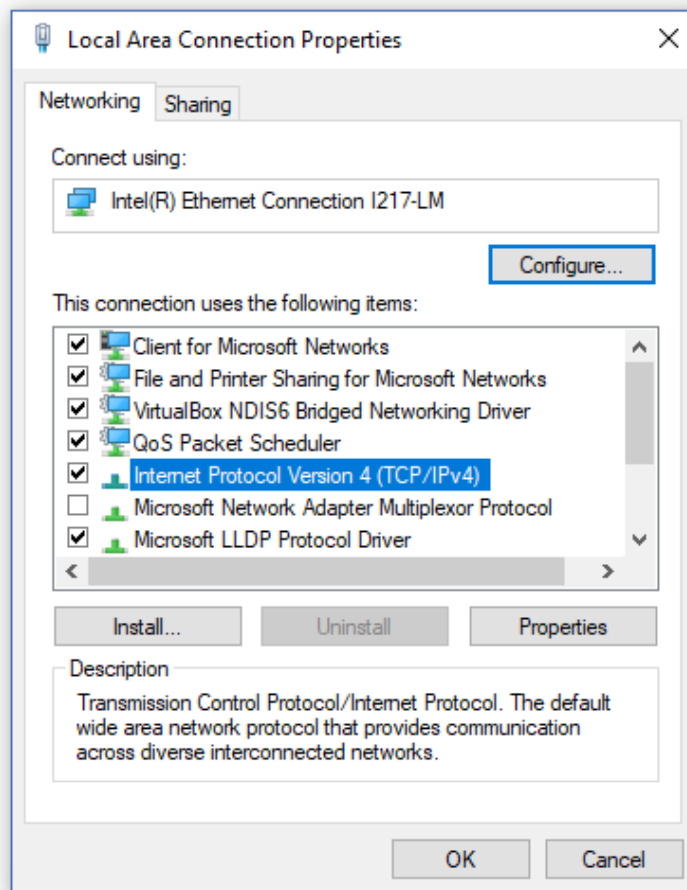 Local Area Connection Properties
Networking
Sharing
Connect using:
Intel(R) Ethernet Connection I217-LM
Configure...
This connection uses the following items:
Client for Microsoft Networks
File and Printer Sharing for Microsoft Networks
VirtualBox NDIS6 Bridged Networking Driver
QoS Packet Scheduler
Internet Protocol Version 4 (TCP/IPv4)
Microsoft Network Adapter Multiplexor Protocol
Microsoft LLDP Protocol Driver
Install...
Uninstall
Properties
Description
Transmission Control Protocol/Internet Protocol. The default
wide area network protocol that provides communication
across diverse interconnected networks.
OK
Cancel